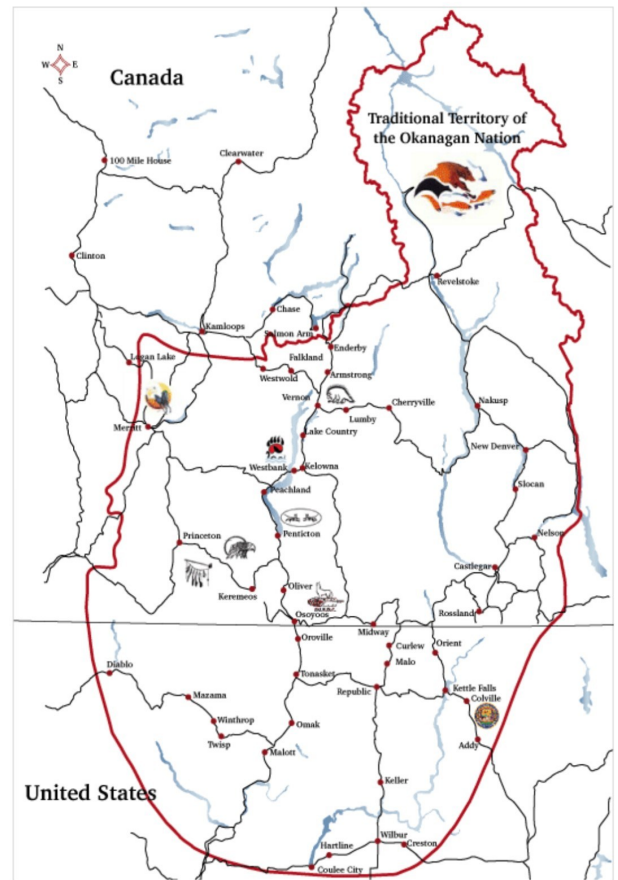 N
W E
S
Canada
Traditional Territory of
the Okanagan Nation
Clearwater
100 Mile House
Clinton
Revelstoke
Chase
Kamloops
Salmon Arm
Enderby
Logan Lake
Falkland
Westwold
Armstrong
Vernon
Cherryville
Nakusp
Lumby
Merritt
Lake Country
New Denver
Westbank
Kelowna
Slocan
Peachland
Princeton
Penticton
Nelson
Castlegar
Oliver
Keremeos
Rossland
Osoyoos
Midway
Oroville
Curlew
Orient
Diablo
Malo
Tonasket
Republic
Kettle Falls
Colville
Mazama
Winthrop
Omak
Twisp
Addy
Malott
Keller
United States
Wilbur
Hartline
Creston
Coulee City